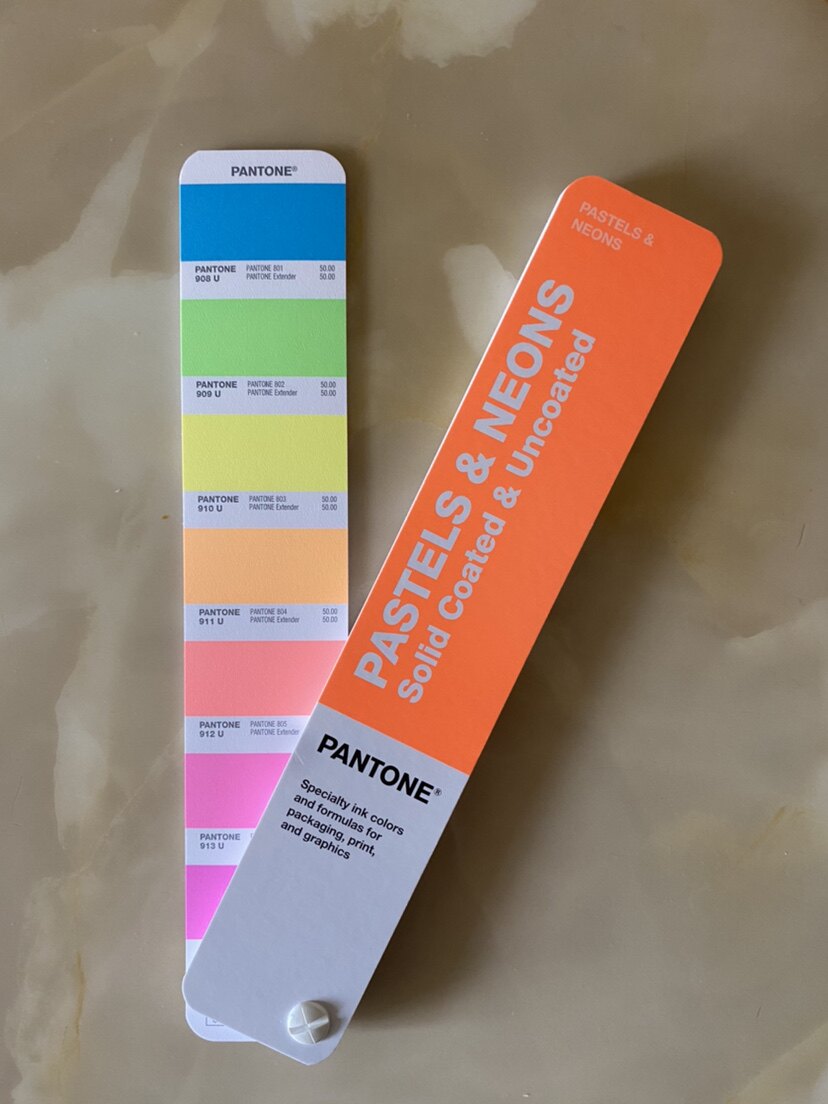 PANTONE®
PANTONE 908 U
PANTONE 801 50.00
PANTONE Extender 50.00
PANTONE 909 U
PANTONE 802 50.00
PANTONE Extender 50.00
PANTONE 910 U
PANTONE 803 50.00
PANTONE Extender 50.00
PANTONE 911 U
PANTONE 804 50.00
PANTONE Extender 50.00
PANTONE 912 U
PANTONE 805
PANTONE Extender
PANTONE 913 U
PASTELS &
NEONS
PASTELS & NEONS
Solid Coated & Uncoated
PANTONE®
Specialty ink colors
and formulas for
packaging, print,
and graphics